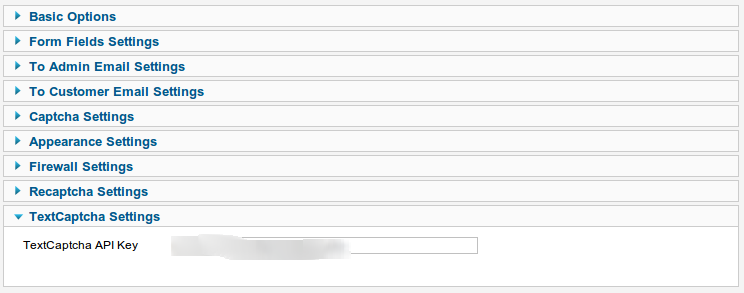 Basic Options
Form Fields Settings
To Admin Email Settings
To Customer Email Settings
Captcha Settings
Appearance Settings
Firewall Settings
Recaptcha Settings
TextCaptcha Settings
TextCaptcha API Key